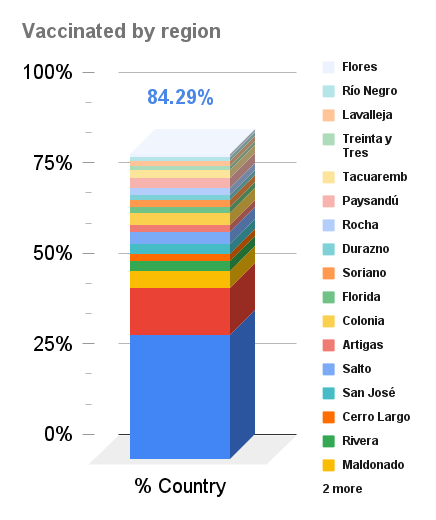 Vaccinated by region
100%
84.29%
75%
50%
25%
0%
% Country
Flores
Río Negro
Lavalleja
Treinta y
Tres
Tacuaremb
Paysandú
Rocha
Durazno
Soriano
Florida
Colonia
Artigas
Salto
San José
Cerro Largo
Rivera
Maldonado
2 more